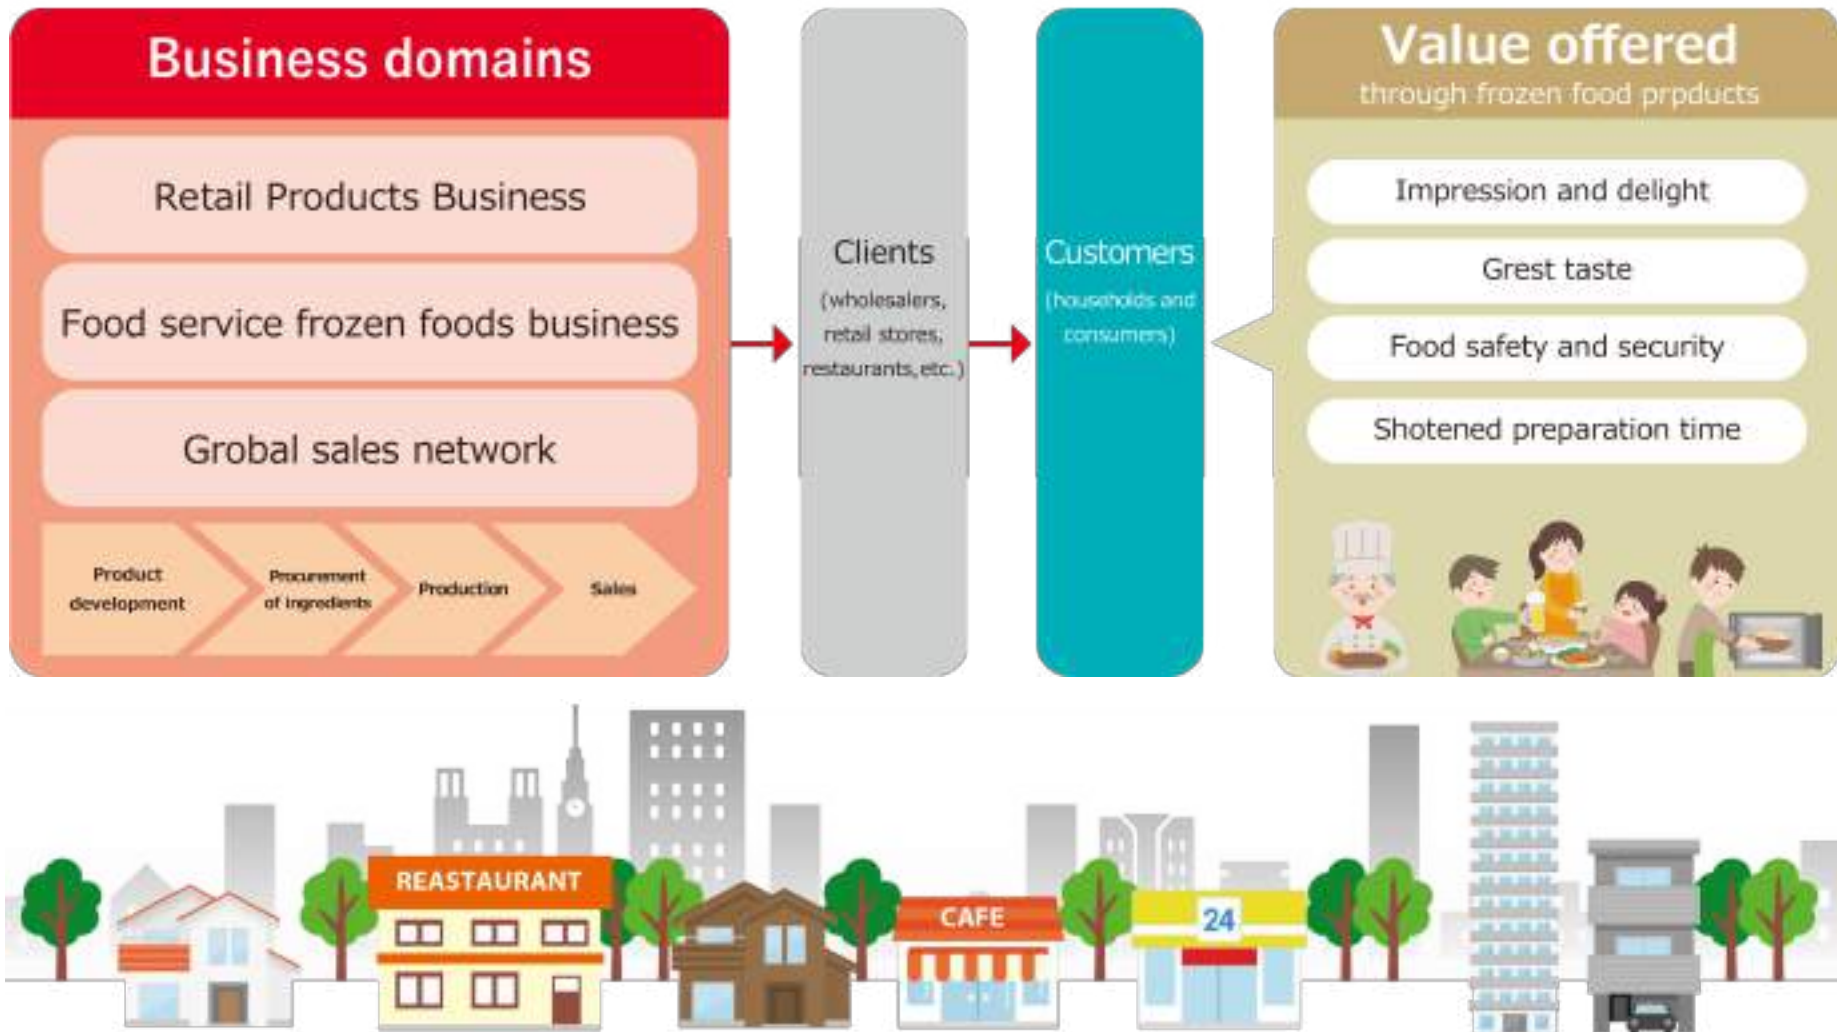 Business domains
Retail Products Business
Food service frozen foods business
Grobal sales network
Product
development
Procurement
of ingredients
Production
Sales
Clients
(wholesalers,
retail stores,
restaurants,etc.)
Customers
(households and
consumers)
Value offered
through frozen food prpducts
Impression and delight
Grest taste
Food safety and security
Shotened preparation time
REASTAURANT
CAFE
24